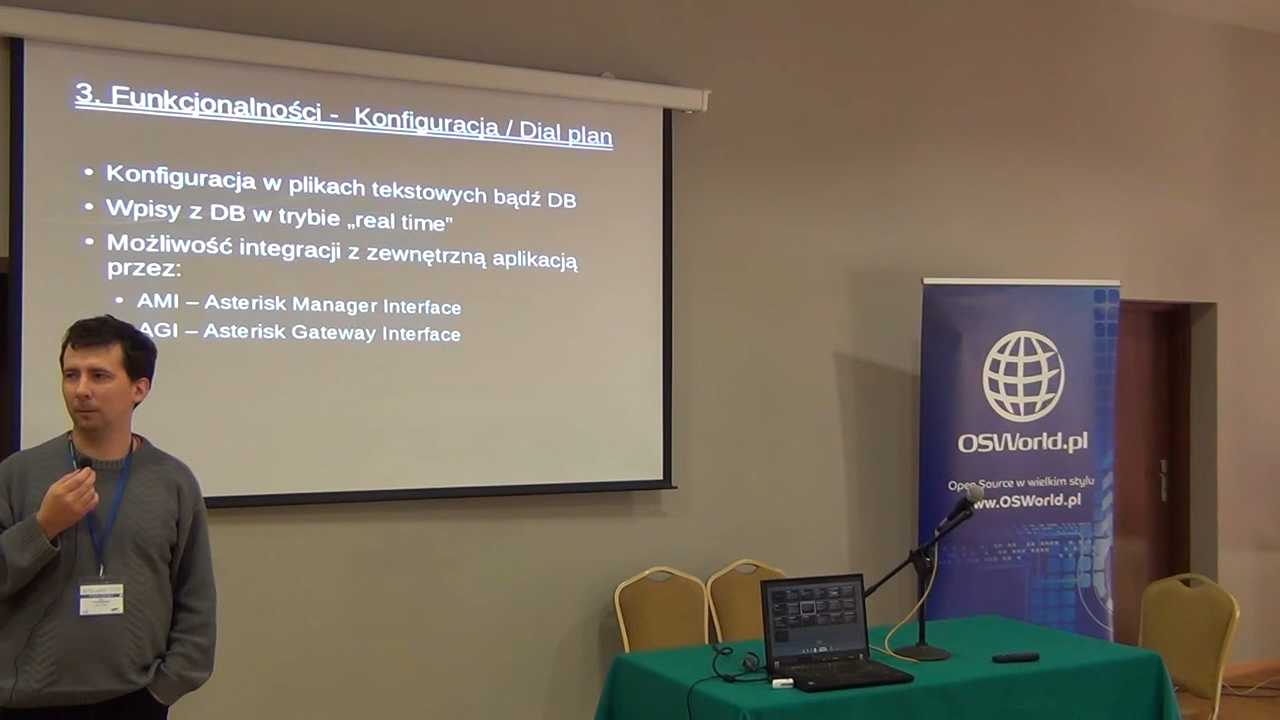 3. Funkcjonalności - Konfiguracja / Dial plan
• Konfiguracja w plikach tekstowych bądź DB
• Wpisy z DB w trybie „real time”
• Możliwość integracji z zewnętrzną aplikacją
przez:
• AMI – Asterisk Manager Interface
AGI – Asterisk Gateway Interface
OSWorld.pl
Open Source w wielkim stylu
www.OSWorld.pl